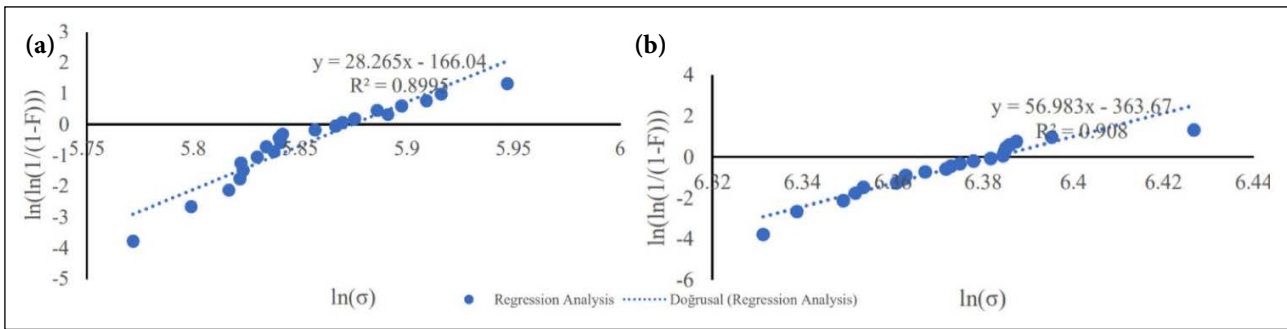 (a)
3
2
1
0
-1
-2
-3
-4
-5
ln(ln(1/(1-F)))
y = 28.265x - 166.04
R² = 0.8995
5.75 5.8 5.85 5.9 5.95 6
ln(σ)
(b)
4
2
0
-2
-4
-6
ln(ln(1/(1-F)))
y = 56.983x - 363.67
R² = 0.908
6.32 6.34 6.36 6.38 6.4 6.42 6.44
ln(σ)
Regression Analysis Doğrusal (Regression Analysis)